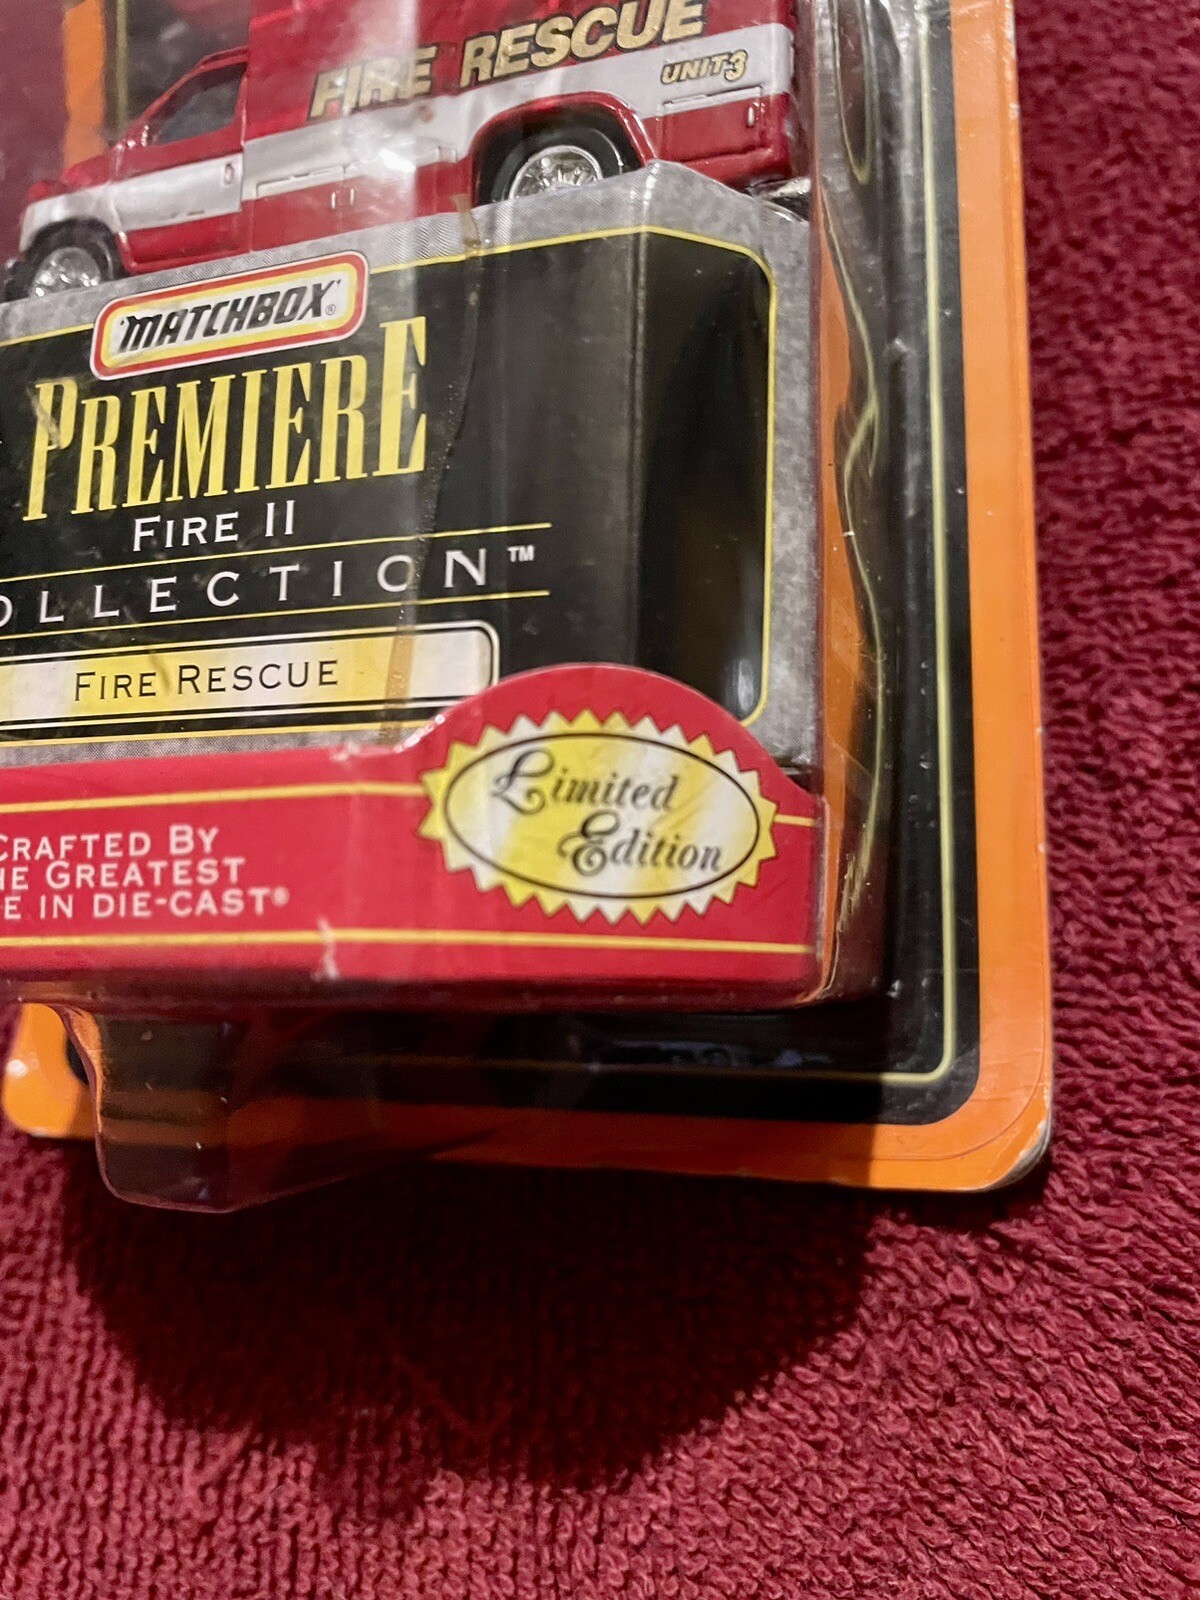 FIRE RESCUE
UNIT 3
MATCHBOX®
PREMIERE
FIRE II
OLLECTION™
FIRE RESCUE
Limited
Edition
CRAFTED BY
HE GREATEST
E IN DIE-CAST®